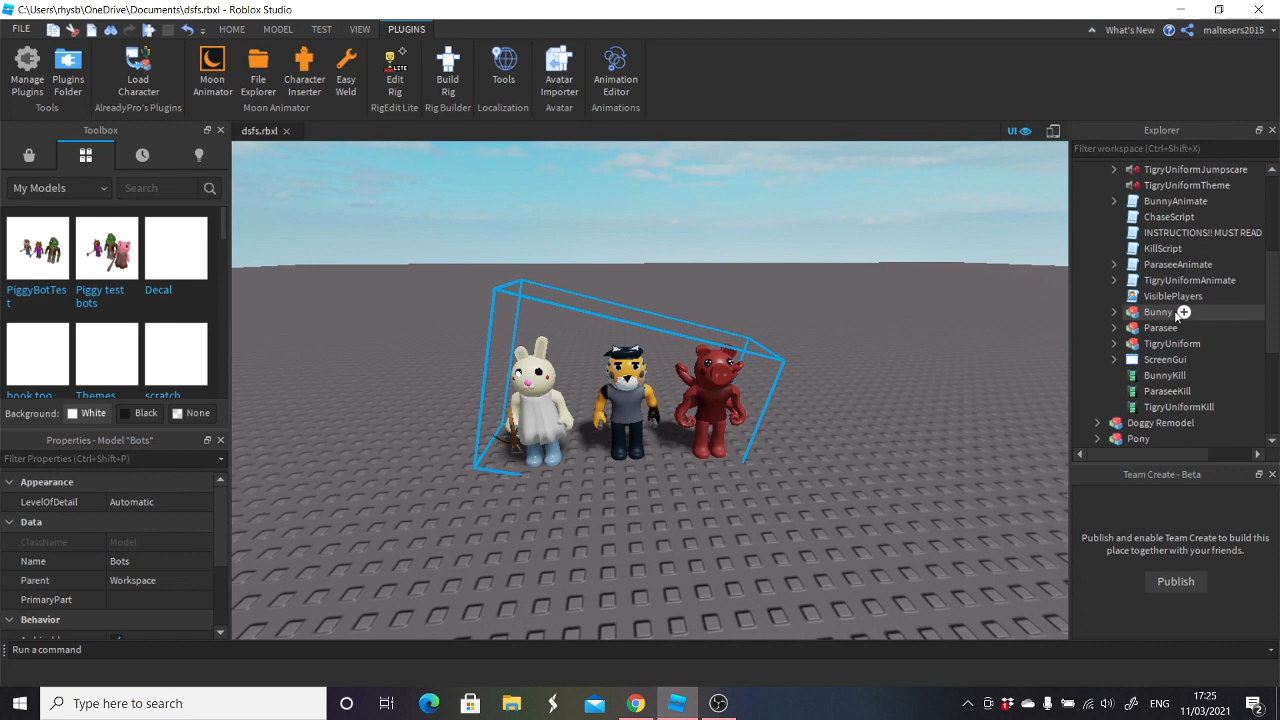 C:\Users\rhysb\OneDrive\Documents\dsfs.rbxl - Roblox Studio
FILE HOME MODEL TEST VIEW PLUGINS What's New maltesers2015
Manage Plugins
Plugins Folder
Tools
Load Character
AlreadyPro's Plugins
Moon Animator
File Explorer
Character Inserter
Easy Weld
Moon Animator
LITE
Edit Rig
RigEdit Lite
Build Rig
Rig Builder
Tools
Localization
Avatar Importer
Avatar
Animation Editor
Animations
Toolbox
My Models
Search
PiggyBotTes
t
Piggy test
bots
Decal
book too
Themes
scratch
Background: White Black None
Properties - Model "Bots"
Filter Properties (Ctrl+Shift+P)
Appearance
LevelOfDetail Automatic
Data
ClassName Model
Name Bots
Parent Workspace
PrimaryPart
Behavior
dsfs.rbxl
UI
Explorer
Filter workspace (Ctrl+Shift+X)
TigryUniformJumpscare
TigryUniformTheme
BunnyAnimate
ChaseScript
INSTRUCTIONS!! MUST READ
KillScript
ParaseeAnimate
TigryUniformAnimate
VisiblePlayers
Bunny
Parasee
TigryUniform
ScreenGui
BunnyKill
ParaseeKill
TigryUniformKill
Doggy Remodel
Pony
Team Create - Beta
Publish and enable Team Create to build this
place together with your friends.
Publish
Run a command
Type here to search
ENG
17:25
11/03/2021
2